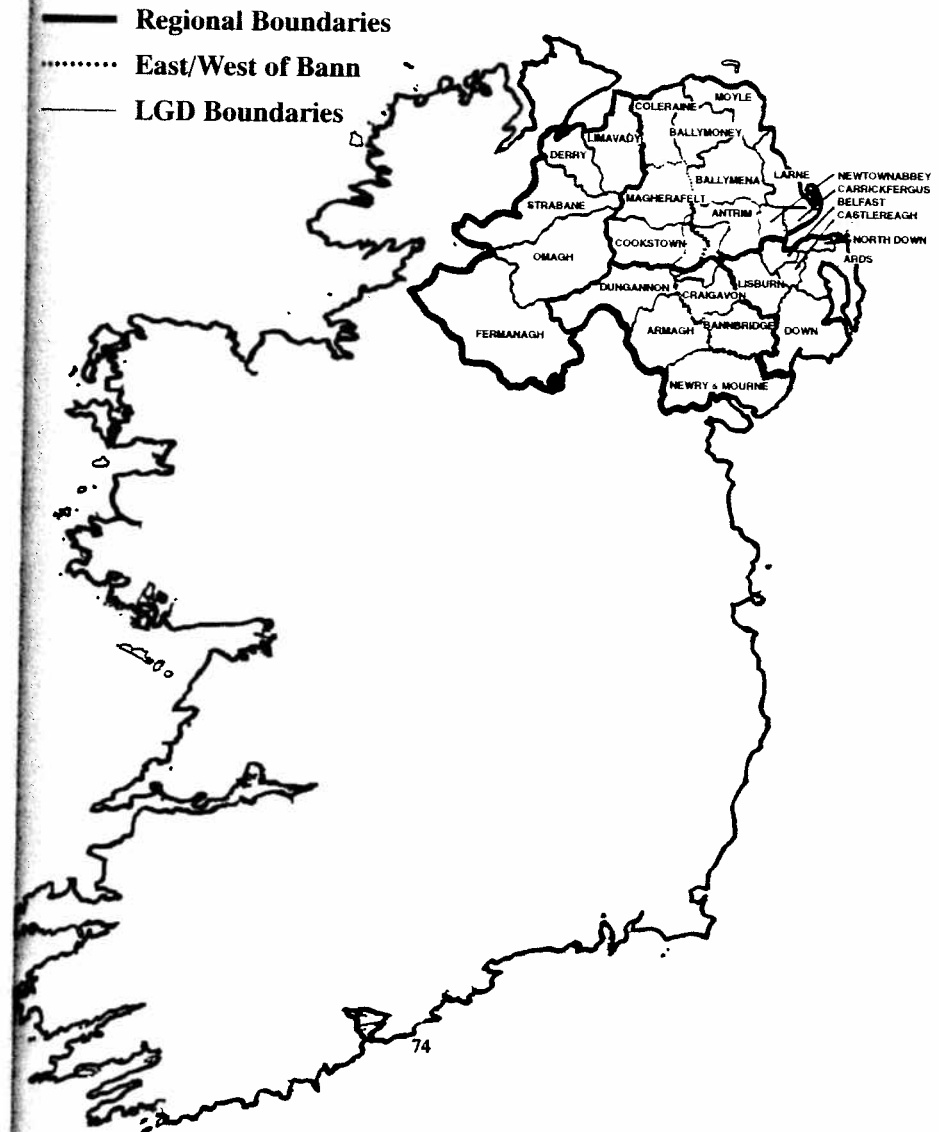 Regional Boundaries
East/West of Bann
LGD Boundaries
MOYLE
COLERAINE
LIMAVADY
BALLYMONEY
DERRY
LARNE
NEWTOWNABBEY
BALLYMENA
CARRICKFERGUS
STRABANE
MAGHERAFELT
BELFAST
ANTRIM
CASTLEREAGH
COOKSTOWN
NORTH DOWN
OMAGH
ARDS
DUNGANNON
LISBURN
CRAIGAVON
FERMANAGH
ARMAGH
BANNBRIDGE
DOWN
NEWRY & MOURNE
74